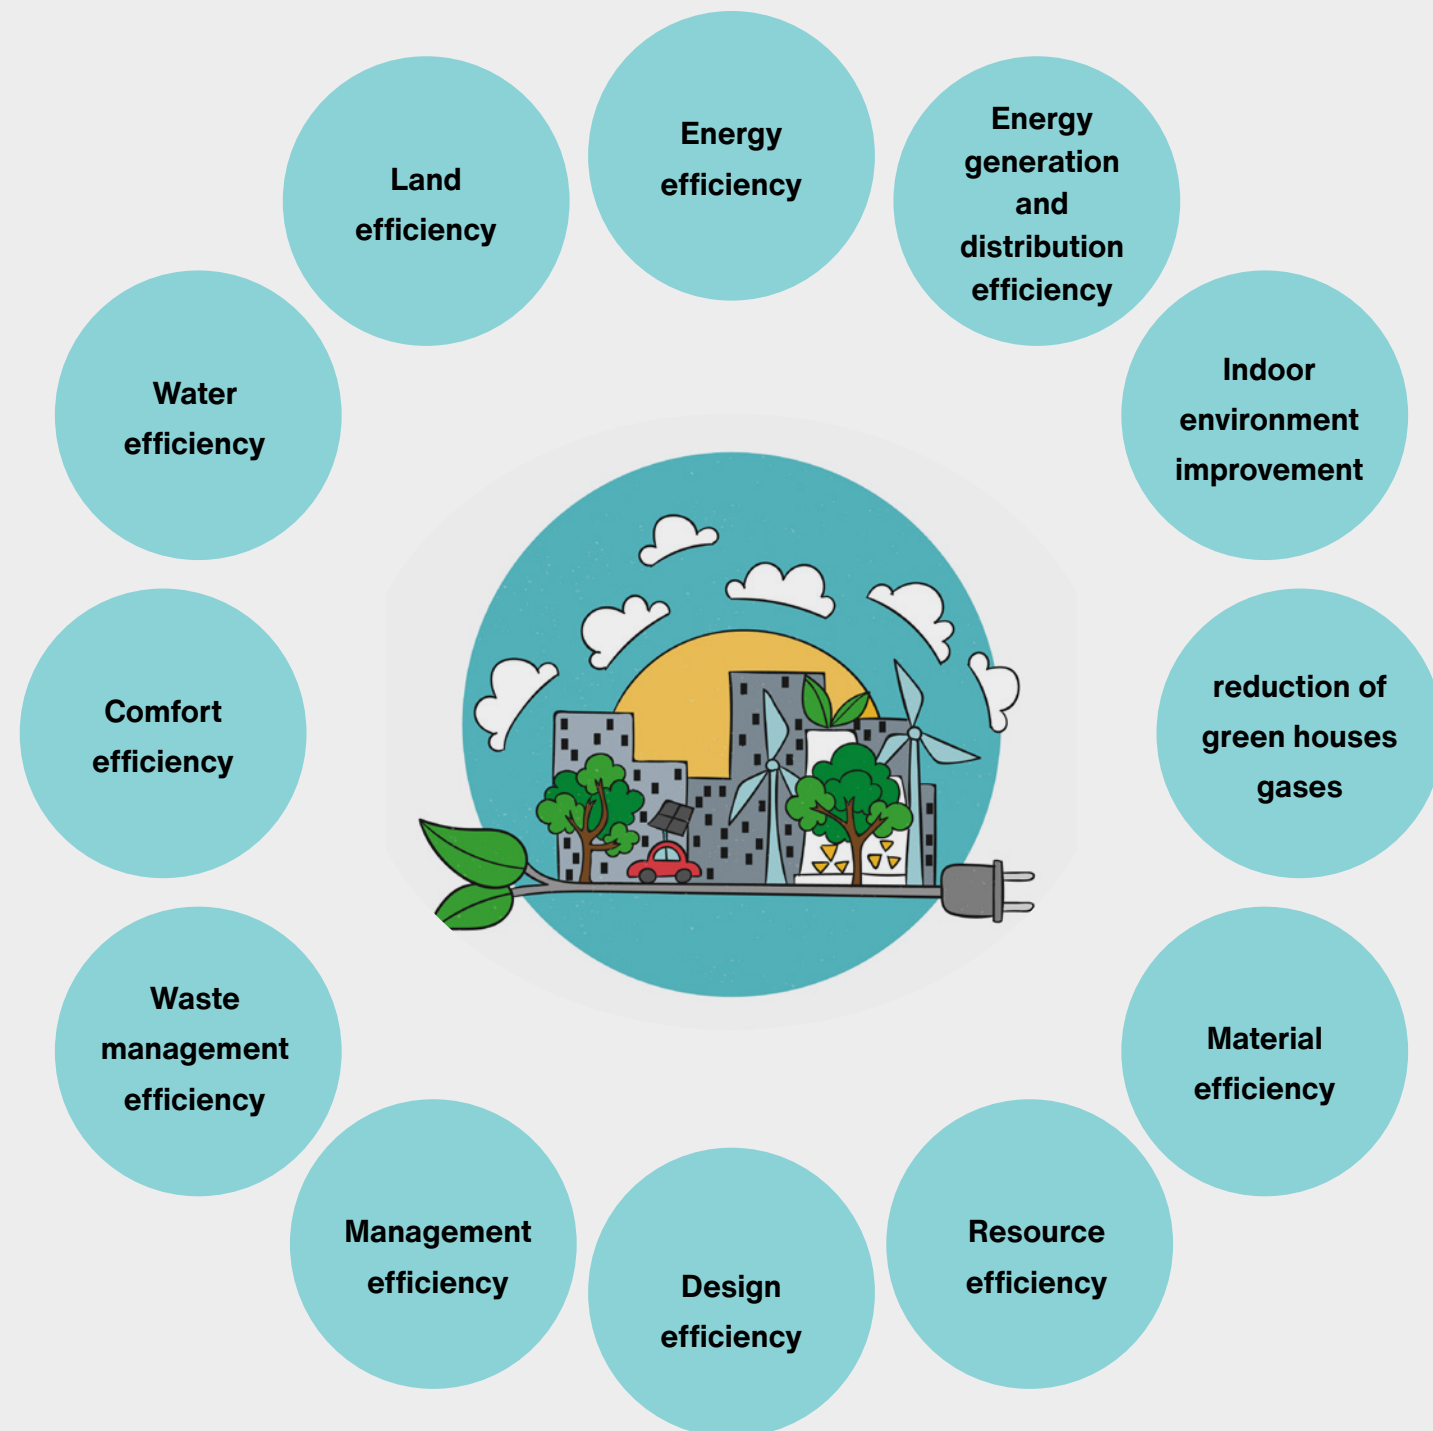 Energy
efficiency
Energy
generation
and
distribution
efficiency
Indoor
environment
improvement
reduction of
green houses
gases
Material
efficiency
Resource
efficiency
Design
efficiency
Management
efficiency
Waste
management
efficiency
Comfort
efficiency
Water
efficiency
Land
efficiency